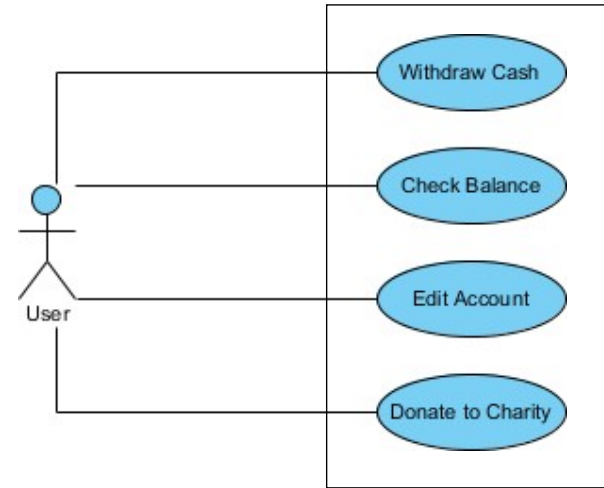 Withdraw Cash
Check Balance
Edit Account
User
Donate to Charity